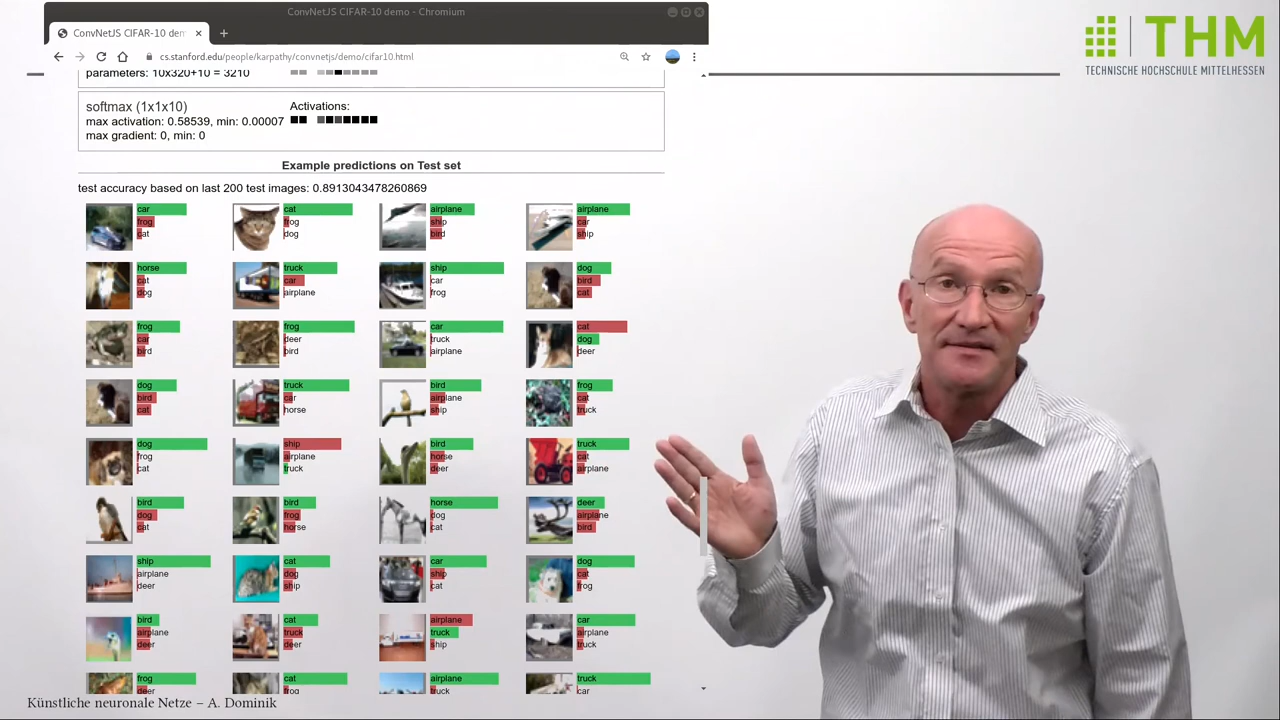 ConvNetJS CIFAR-10 demo - Chromium
ConvNetJS CIFAR-10 den
cs.stanford.edu/people/karpathy/convnetjs/demo/cifar10.html
THM
TECHNISCHE HOCHSCHULE MITTELHESSEN
parameters: 10x320+10 = 3210
softmax (1x1x10)
max activation: 0.58539, min: 0.00007
max gradient: 0, min: 0
Activations:
Example predictions on Test set
test accuracy based on last 200 test images: 0.8913043478260869
car
frog
cat
cat
frog
dog
airplane
ship
bird
airplane
car
ship
horse
cat
dog
truck
car
airplane
ship
car
frog
dog
bird
cat
frog
car
bird
frog
deer
bird
car
truck
airplane
cat
dog
deer
dog
bird
cat
truck
car
horse
bird
airplane
ship
frog
cat
truck
dog
frog
cat
ship
airplane
truck
bird
horse
deer
truck
cat
airplane
bird
dog
cat
bird
frog
horse
horse
dog
cat
deer
airplane
bird
ship
airplane
deer
cat
dog
ship
car
ship
cat
dog
cat
frog
bird
airplane
deer
cat
truck
deer
airplane
truck
ship
car
airplane
truck
frog
deer
cat
frog
airplane
truck
truck
car
Künstliche neuronale Netze – A. Dominik